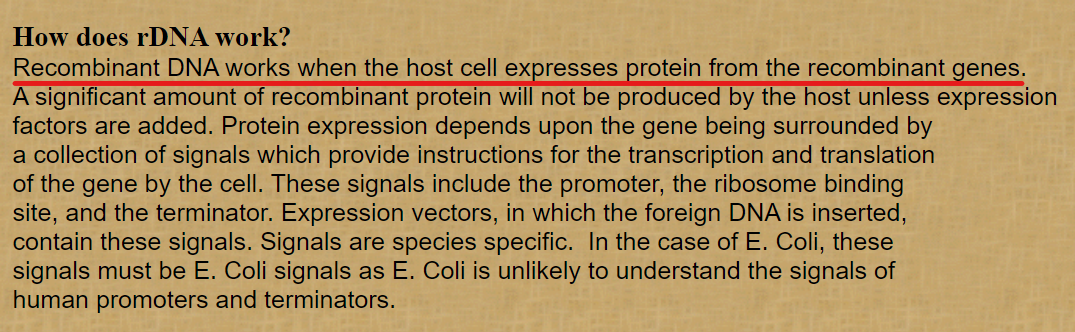 How does rDNA work?
Recombinant DNA works when the host cell expresses protein from the recombinant genes.
A significant amount of recombinant protein will not be produced by the host unless expression
factors are added. Protein expression depends upon the gene being surrounded by
a collection of signals which provide instructions for the transcription and translation
of the gene by the cell. These signals include the promoter, the ribosome binding
site, and the terminator. Expression vectors, in which the foreign DNA is inserted,
contain these signals. Signals are species specific.  In the case of E. Coli, these
signals must be E. Coli signals as E. Coli is unlikely to understand the signals of
human promoters and terminators.